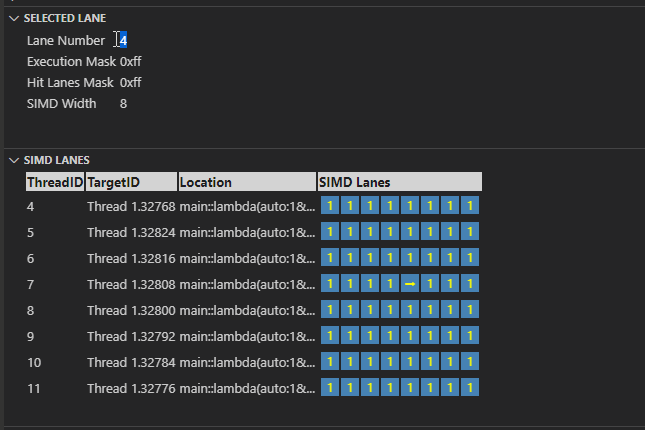 SELECTED LANE
Lane Number 4
Execution Mask 0xff
Hit Lanes Mask 0xff
SIMD Width 8
SIMD LANES
ThreadID TargetID Location SIMD Lanes
4 Thread 1.32768 main::lambda(auto:1&... 1 1 1 1 1 1 1 1
5 Thread 1.32824 main::lambda(auto:1&... 1 1 1 1 1 1 1 1
6 Thread 1.32816 main::lambda(auto:1&... 1 1 1 1 1 1 1 1
7 Thread 1.32808 main::lambda(auto:1&... 1 1 1 1 → 1 1 1
8 Thread 1.32800 main::lambda(auto:1&... 1 1 1 1 1 1 1 1
9 Thread 1.32792 main::lambda(auto:1&... 1 1 1 1 1 1 1 1
10 Thread 1.32784 main::lambda(auto:1&... 1 1 1 1 1 1 1 1
11 Thread 1.32776 main::lambda(auto:1&... 1 1 1 1 1 1 1 1